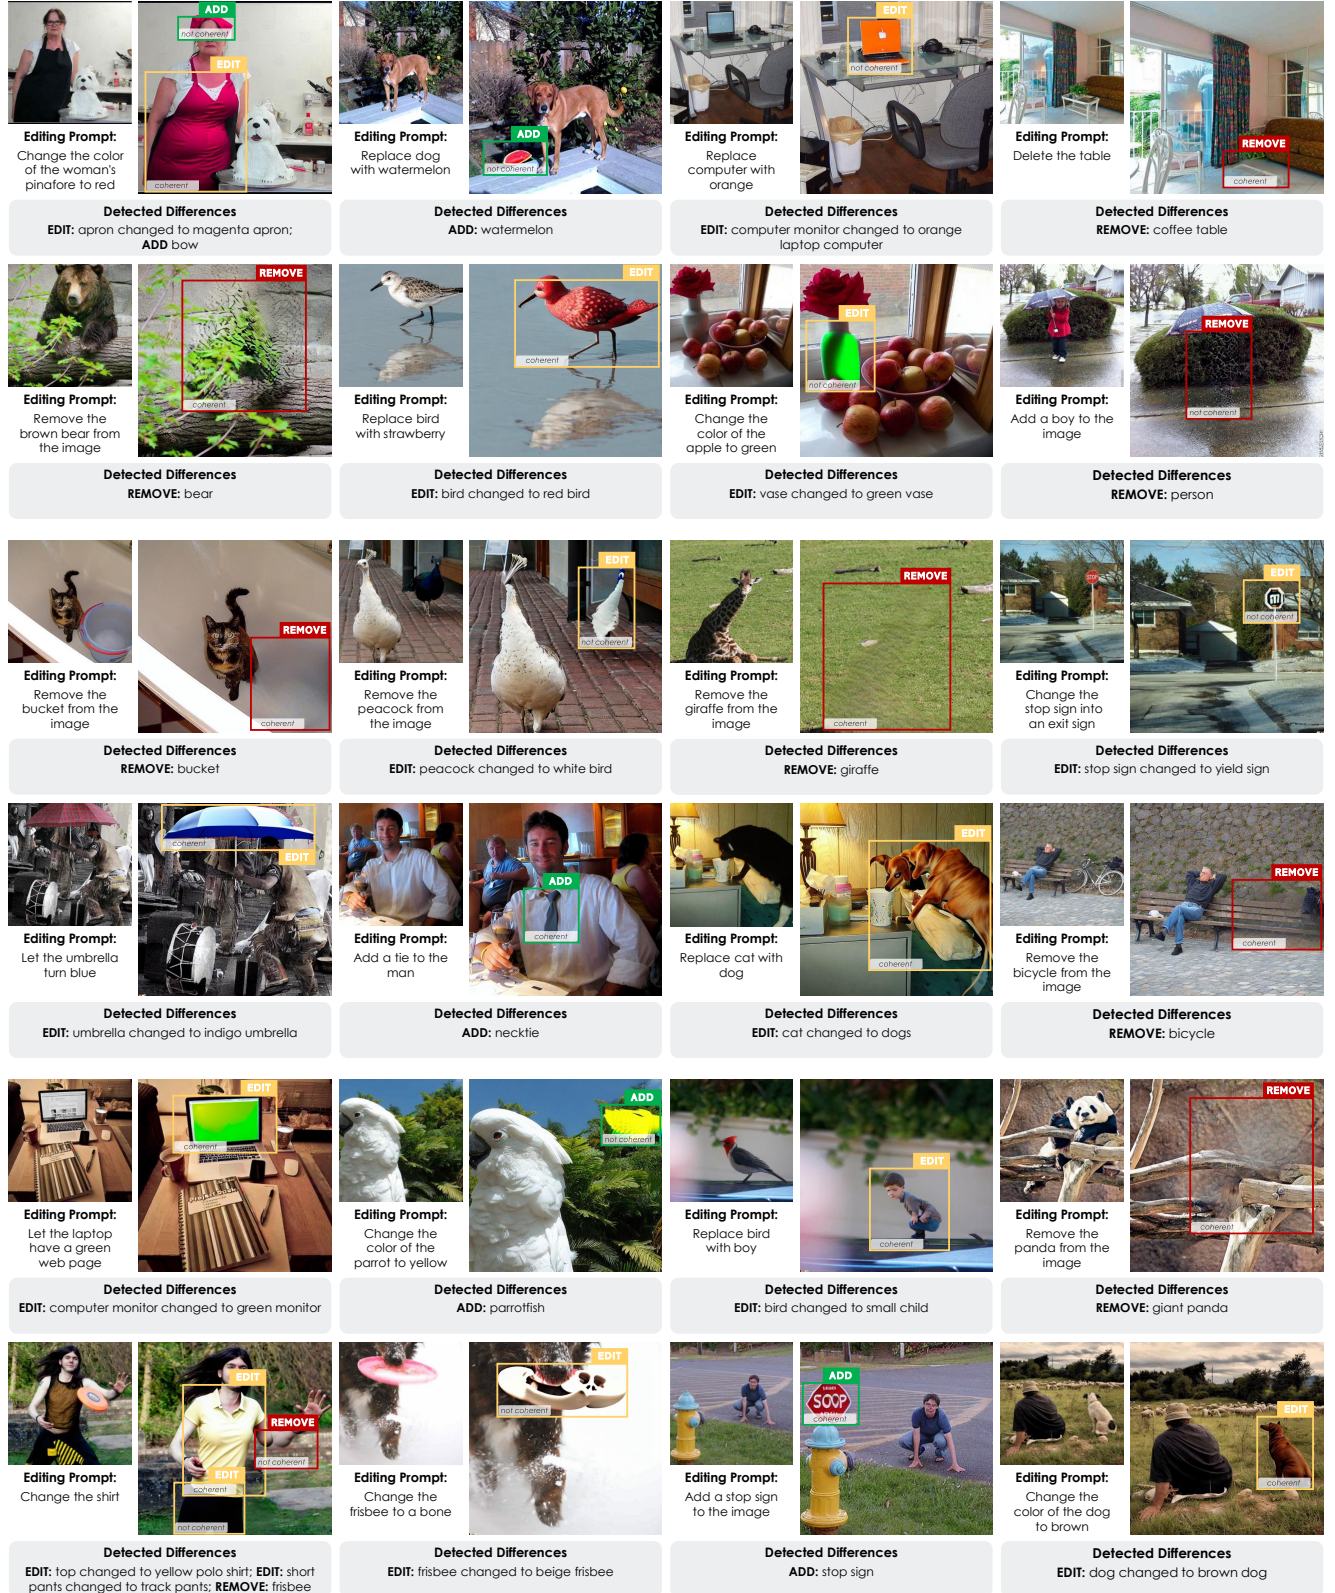 ADD
not coherent
EDIT
coherent
Editing Prompt:
Change the color
of the woman's
pinafore to red
Detected Differences
EDIT: apron changed to magenta apron;
ADD bow
ADD
not coherent
Editing Prompt:
Replace dog
with watermelon
Detected Differences
ADD: watermelon
EDIT
not coherent
Editing Prompt:
Replace
computer with
orange
Detected Differences
EDIT: computer monitor changed to orange
laptop computer
REMOVE
coherent
Editing Prompt:
Delete the table
Detected Differences
REMOVE: coffee table
REMOVE
coherent
Editing Prompt:
Remove the
brown bear from
the image
Detected Differences
REMOVE: bear
EDIT
coherent
Editing Prompt:
Replace bird
with strawberry
Detected Differences
EDIT: bird changed to red bird
EDIT
not coherent
Editing Prompt:
Change the
color of the
apple to green
Detected Differences
EDIT: vase changed to green vase
REMOVE
not coherent
Editing Prompt:
Add a boy to the
image
Detected Differences
REMOVE: person
REMOVE
coherent
Editing Prompt:
Remove the
bucket from the
image
Detected Differences
REMOVE: bucket
EDIT
not coherent
Editing Prompt:
Remove the
peacock from
the image
Detected Differences
EDIT: peacock changed to white bird
REMOVE
coherent
Editing Prompt:
Remove the
giraffe from the
image
Detected Differences
REMOVE: giraffe
STOP
EDIT
not coherent
Editing Prompt:
Change the
stop sign into
an exit sign
Detected Differences
EDIT: stop sign changed to yield sign
coherent
EDIT
Editing Prompt:
Let the umbrella
turn blue
Detected Differences
EDIT: umbrella changed to indigo umbrella
ADD
coherent
Editing Prompt:
Add a tie to the
man
Detected Differences
ADD: necktie
EDIT
coherent
Editing Prompt:
Replace cat with
dog
Detected Differences
EDIT: cat changed to dogs
REMOVE
coherent
Editing Prompt:
Remove the
bicycle from the
image
Detected Differences
REMOVE: bicycle
EDIT
coherent
Editing Prompt:
Let the laptop
have a green
web page
Detected Differences
EDIT: computer monitor changed to green monitor
ADD
not coherent
Editing Prompt:
Change the
color of the
parrot to yellow
Detected Differences
ADD: parrotfish
EDIT
coherent
Editing Prompt:
Replace bird
with boy
Detected Differences
EDIT: bird changed to small child
REMOVE
coherent
Editing Prompt:
Remove the
panda from the
image
Detected Differences
REMOVE: giant panda
EDIT
REMOVE
not coherent
EDIT
not coherent
Editing Prompt:
Change the shirt
Detected Differences
EDIT: top changed to yellow polo shirt; EDIT: short
pants changed to track pants; REMOVE: frisbee
EDIT
not coherent
Editing Prompt:
Change the
frisbee to a bone
Detected Differences
EDIT: frisbee changed to beige frisbee
ADD
SOOP
coherent
Editing Prompt:
Add a stop sign
to the image
Detected Differences
ADD: stop sign
EDIT
coherent
Editing Prompt:
Change the
color of the dog
to brown
Detected Differences
EDIT: dog changed to brown dog